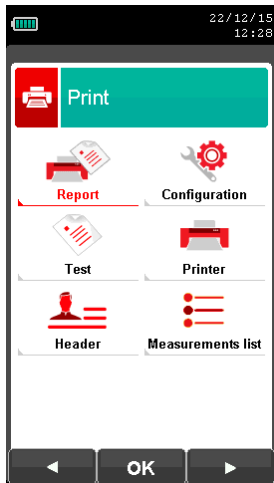 22/12/15
12:28
Print
Report
Configuration
Test
Printer
Header
Measurements list
OK